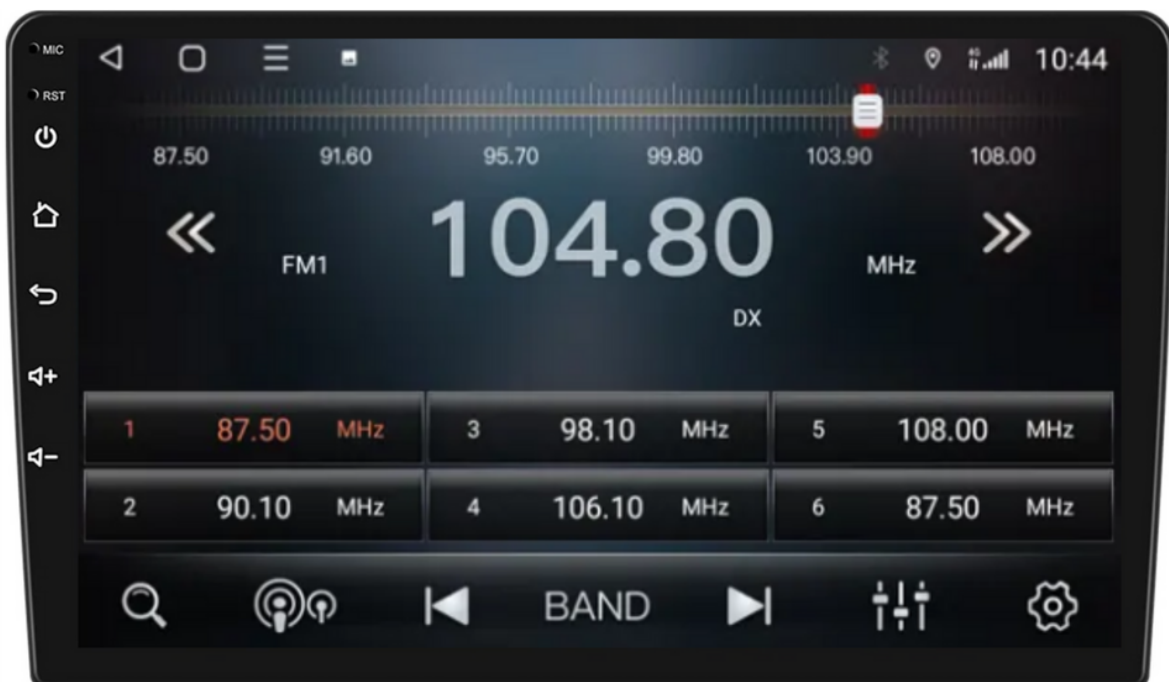 MIC
10:44
RST
87.50 91.60 95.70 99.80 103.90 108.00
104.80
FM1 MHz
DX
1 87.50 MHz 3 98.10 MHz 5 108.00 MHz
2 90.10 MHz 4 106.10 MHz 6 87.50 MHz
BAND